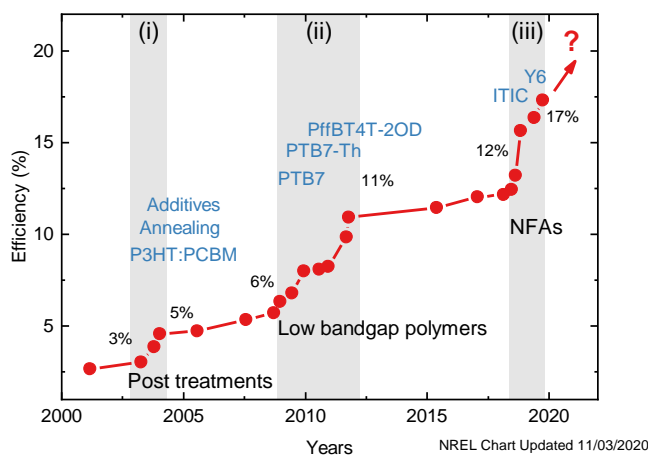 (i)
(ii)
(iii)
?
20
Y6
ITIC
17%
15
PffBT4T-2OD
PTB7-Th
12%
PTB7
11%
Additives
Annealing
P3HT:PCBM
NFAs
10
6%
5%
Low bandgap polymers
5
3%
Post treatments
Efficiency (%)
2000
2005
2010
2015
2020
Years
NREL Chart Updated 11/03/2020